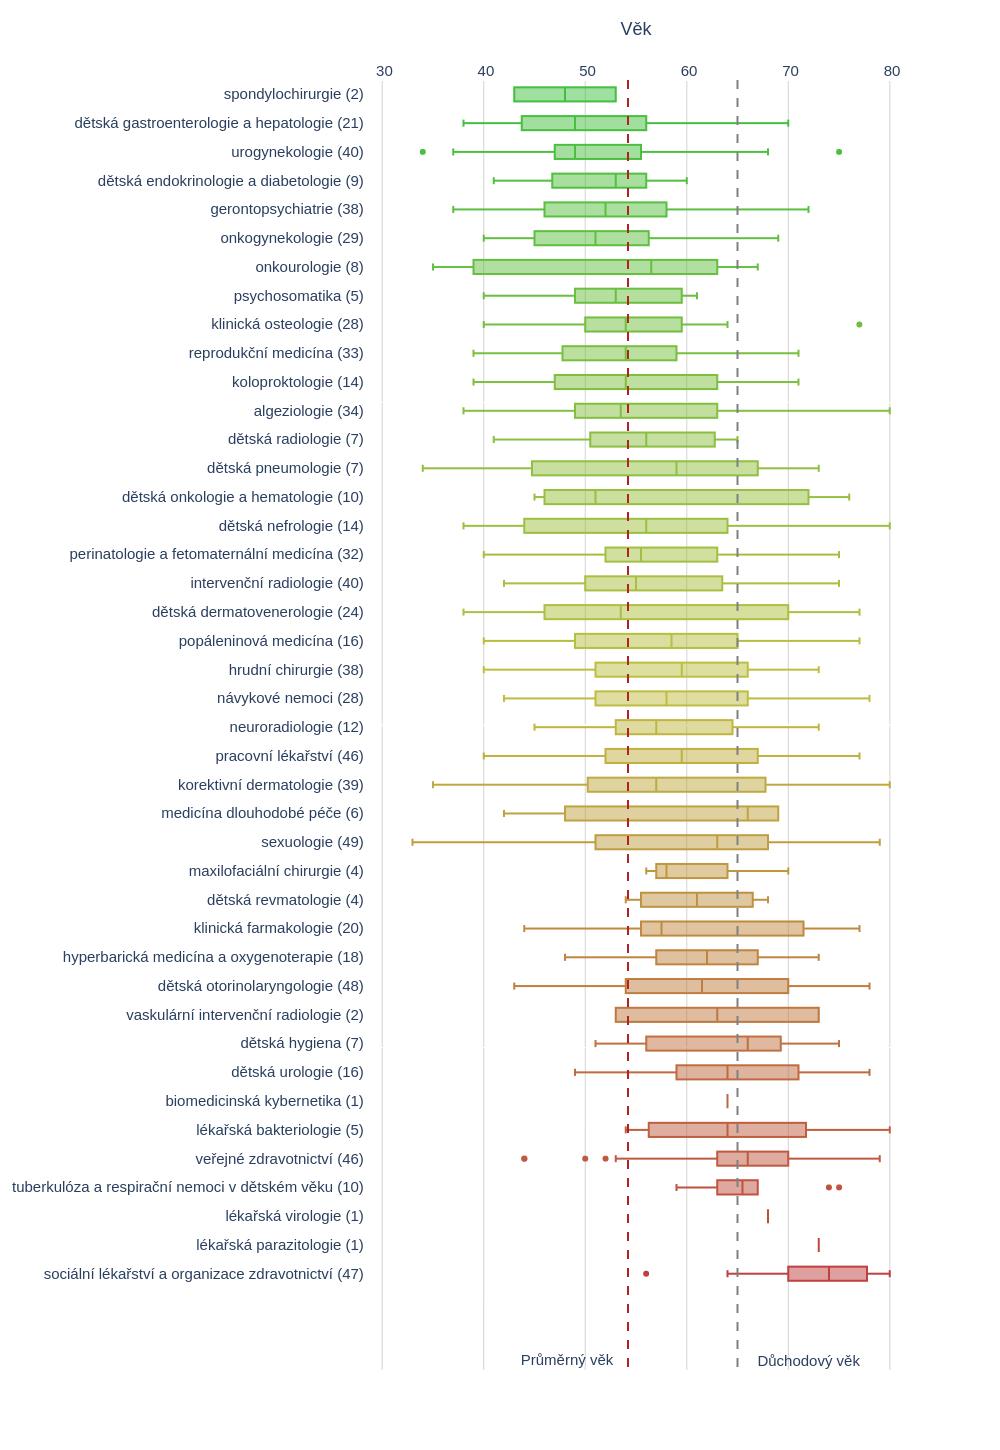 Věk
30 40 50 60 70 80
spondylochirurgie (2)
dětská gastroenterologie a hepatologie (21)
urogynekologie (40)
dětská endokrinologie a diabetologie (9)
gerontopsychiatrie (38)
onkogynekologie (29)
onkourologie (8)
psychosomatika (5)
klinická osteologie (28)
reprodukční medicína (33)
koloproktologie (14)
algeziologie (34)
dětská radiologie (7)
dětská pneumologie (7)
dětská onkologie a hematologie (10)
dětská nefrologie (14)
perinatologie a fetomaternální medicína (32)
intervenční radiologie (40)
dětská dermatovenerologie (24)
popáleninová medicína (16)
hrudní chirurgie (38)
návykové nemoci (28)
neuroradiologie (12)
pracovní lékařství (46)
korektivní dermatologie (39)
medicína dlouhodobé péče (6)
sexuologie (49)
maxilofaciální chirurgie (4)
dětská revmatologie (4)
klinická farmakologie (20)
hyperbarická medicína a oxygenoterapie (18)
dětská otorinolaryngologie (48)
vaskulární intervenční radiologie (2)
dětská hygiena (7)
dětská urologie (16)
biomedicinská kybernetika (1)
lékařská bakteriologie (5)
veřejné zdravotnictví (46)
tuberkulóza a respirační nemoci v dětském věku (10)
lékařská virologie (1)
lékařská parazitologie (1)
sociální lékařství a organizace zdravotnictví (47)
Průměrný věk Důchodový věk